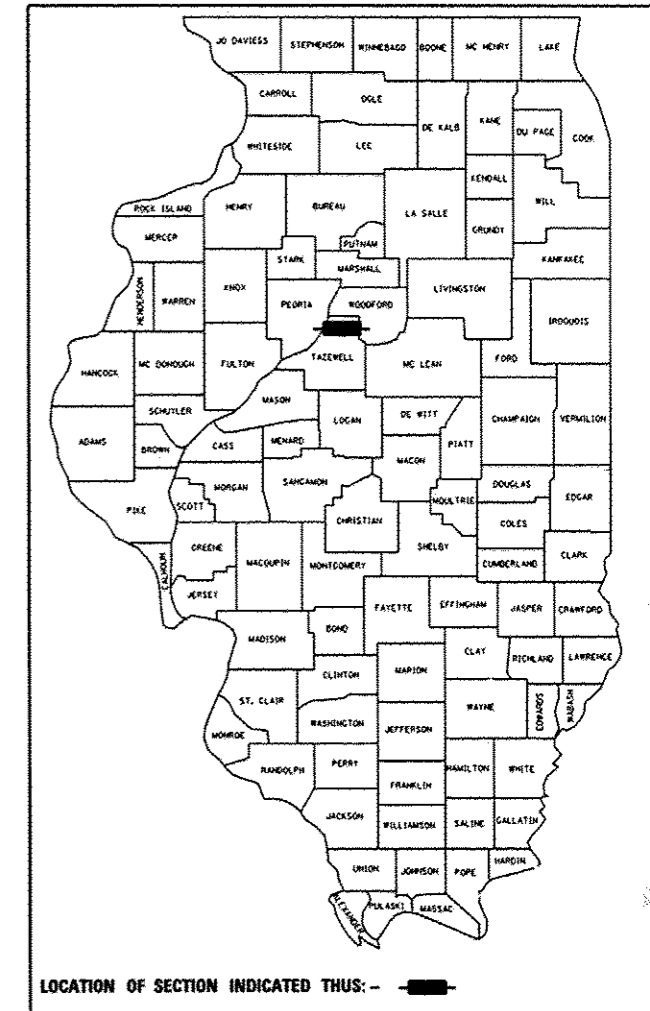 JO DAVIESS
STEPHENSON
WINNEBAGO
BOONE
MC HENRY
LAKE
CARROLL
OGLE
DE KALB
KANE
DU PAGE
COOK
WHITESIDE
LEE
KENDALL
WILL
ROCK ISLAND
HENRY
BUREAU
LA SALLE
GRUNDY
MERCER
PUTNAM
KANKAKEE
STARK
MARSHALL
HENDERSON
WARREN
KNOX
PEORIA
WOODFORD
LIVINGSTON
IROQUOIS
HANCOCK
MC DONOUGH
FULTON
TAZEWELL
MC LEAN
FORD
SCHUYLER
MASON
LOGAN
DE WITT
CHAMPAIGN
VERMILION
ADAMS
BROWN
CASS
MENARD
PIATT
MACON
PIKE
SCOTT
MORGAN
SANGAMON
MOULTRIE
DOUGLAS
EDGAR
CHRISTIAN
COLES
GREENE
MACOUPIN
MONTGOMERY
SHELBY
CUMBERLAND
CLARK
CALHOUN
JERSEY
FAYETTE
EFFINGHAM
JASPER
CRAWFORD
MADISON
BOND
CLAY
RICHLAND
LAWRENCE
CLINTON
MARION
ST. CLAIR
WAYNE
EDWARDS
WABASH
MONROE
WASHINGTON
JEFFERSON
RANDOLPH
PERRY
HAMILTON
WHITE
FRANKLIN
JACKSON
WILLIAMSON
SALINE
GALLATIN
UNION
JOHNSON
POPE
HARDIN
ALEXANDER
PULASKI
MASSAC
LOCATION OF SECTION INDICATED THUS: -